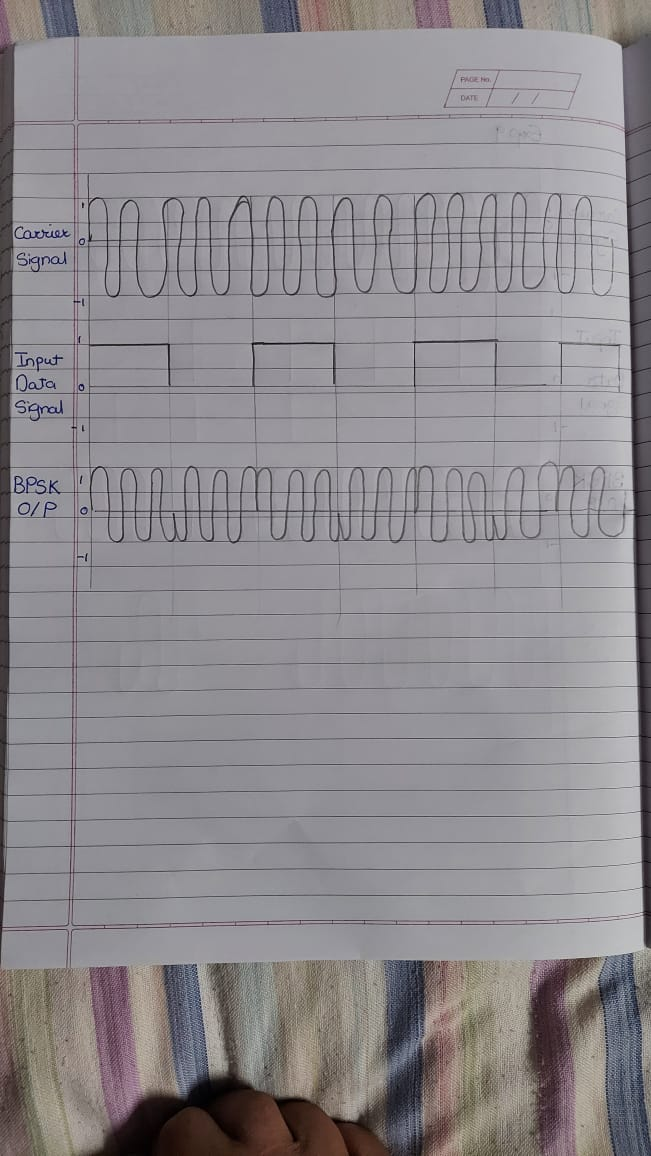 PAGE No.
DATE / /
1
Carrier
0
Signal
-1
1
Input
Data
0
Signal
-1
BPSK
1
O/P
0
-1